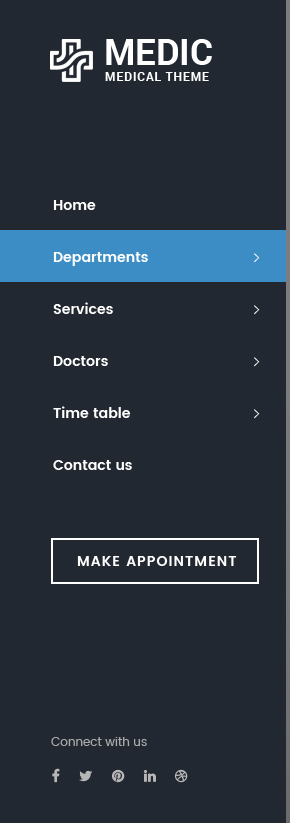 MEDIC
MEDICAL THEME
Home
Departments
Services
Doctors
Time table
Contact us
MAKE APPOINTMENT
Connect with us